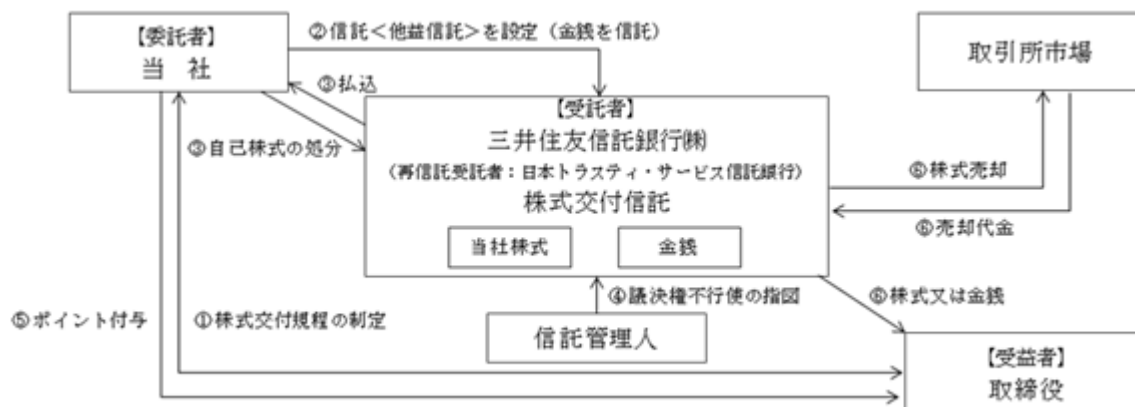 【委託者】
当 社
②信託<他益信託>を設定(金銭を信託)
取引所市場
③払込
【受託者】
三井住友信託銀行㈱
(再信託受託者:日本トラスティ・サービス信託銀行)
株式交付信託
③自己株式の処分
⑥株式売却
当社株式
金銭
⑥売却代金
④議決権不行使の指図
⑥株式又は金銭
⑤ポイント付与
①株式交付規程の制定
信託管理人
【受益者】
取締役